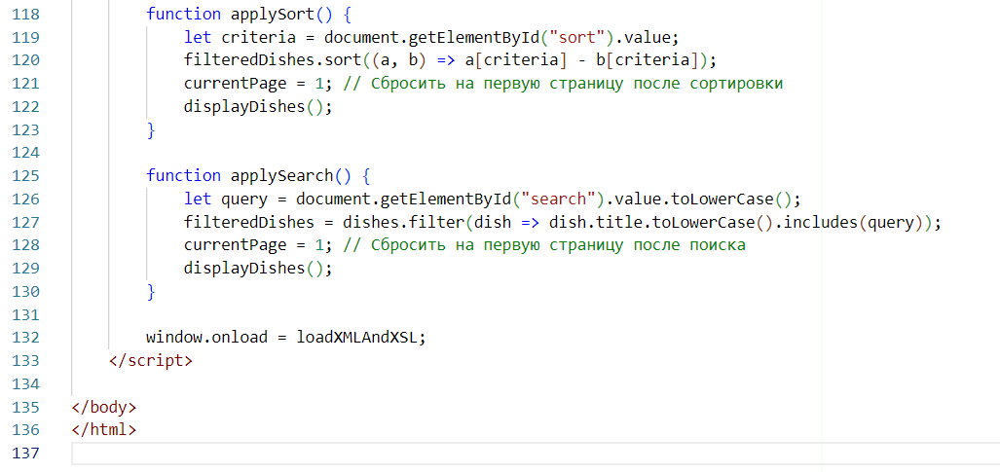 118 function applySort() {
119 let criteria = document.getElementById("sort").value;
120 filteredDishes.sort((a, b) => a[criteria] - b[criteria]);
121 currentPage = 1; // Сбросить на первую страницу после сортировки
122 displayDishes();
123 }
124
125 function applySearch() {
126 let query = document.getElementById("search").value.toLowerCase();
127 filteredDishes = dishes.filter(dish => dish.title.toLowerCase().includes(query));
128 currentPage = 1; // Сбросить на первую страницу после поиска
129 displayDishes();
130 }
131
132 window.onload = loadXMLAndXSL;
133 </script>
134
135 </body>
136 </html>
137